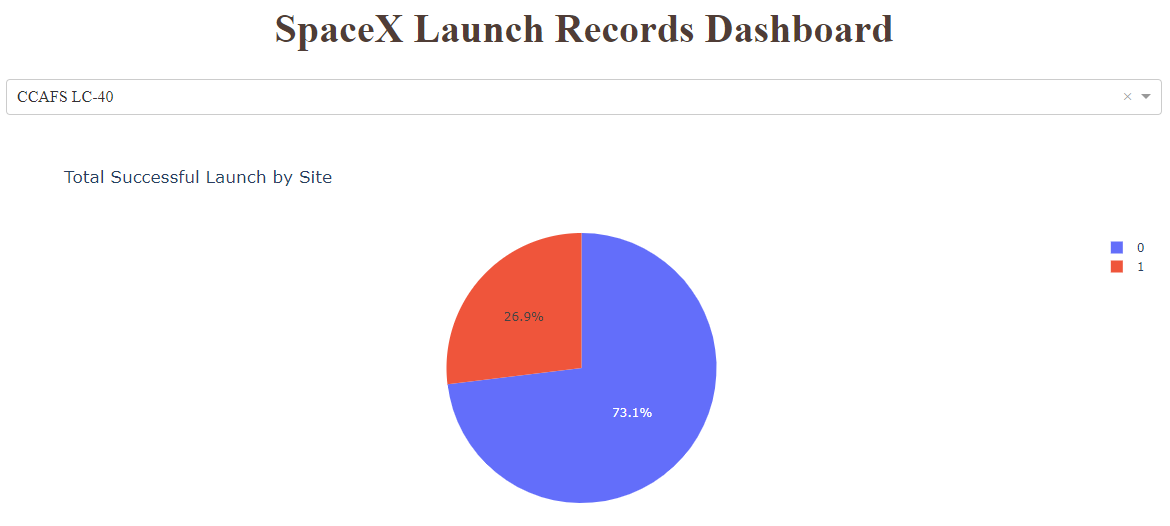 SpaceX Launch Records Dashboard
CCAFS LC-40
×
Total Successful Launch by Site
0
1
26.9%
73.1%